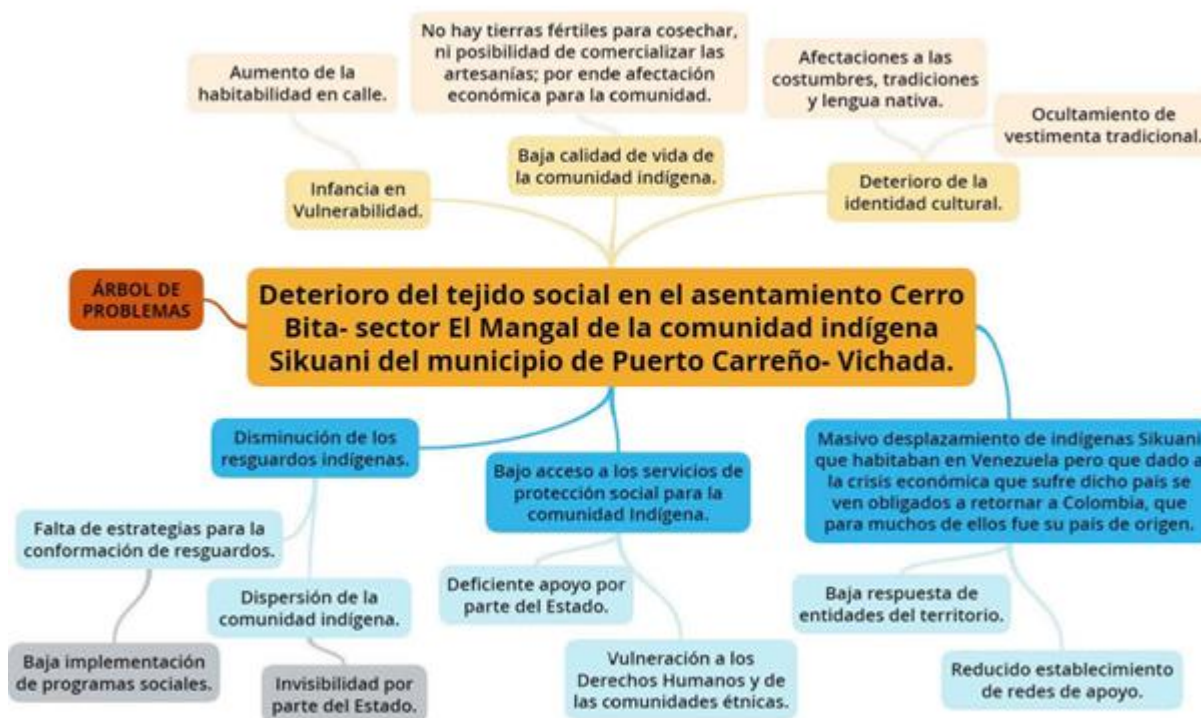 No hay tierras fértiles para cosechar,
ni posibilidad de comercializar las
artesanías; por ende afectación
económica para la comunidad.
Aumento de la
habitabilidad en calle.
Afectaciones a las
costumbres, tradiciones
y lengua nativa.
Ocultamiento de
vestimenta tradicional.
Infancia en
Vulnerabilidad.
Baja calidad de vida de
la comunidad indígena.
Deterioro de la
identidad cultural.
ÁRBOL DE
PROBLEMAS
Deterioro del tejido social en el asentamiento Cerro
Bita- sector El Mangal de la comunidad indígena
Sikuani del municipio de Puerto Carreño- Vichada.
Disminución de los
resguardos indígenas.
Bajo acceso a los servicios de
protección social para la
comunidad Indígena.
Masivo desplazamiento de indígenas Sikuani
que habitaban en Venezuela pero que dado a
la crisis económica que sufre dicho país se
ven obligados a retornar a Colombia, que
para muchos de ellos fue su país de origen.
Falta de estrategias para la
conformación de resguardos.
Dispersión de la
comunidad indígena.
Deficiente apoyo por
parte del Estado.
Baja respuesta de
entidades del territorio.
Baja implementación
de programas sociales.
Invisibilidad por
parte del Estado.
Vulneración a los
Derechos Humanos y de
las comunidades étnicas.
Reducido establecimiento
de redes de apoyo.